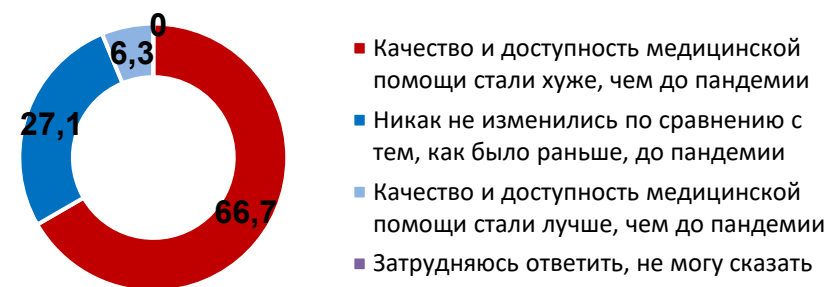 0
6,3
27,1
66,7
Качество и доступность медицинской
помощи стали хуже, чем до пандемии
Никак не изменились по сравнению с
тем, как было раньше, до пандемии
Качество и доступность медицинской
помощи стали лучше, чем до пандемии
Затрудняюсь ответить, не могу сказать